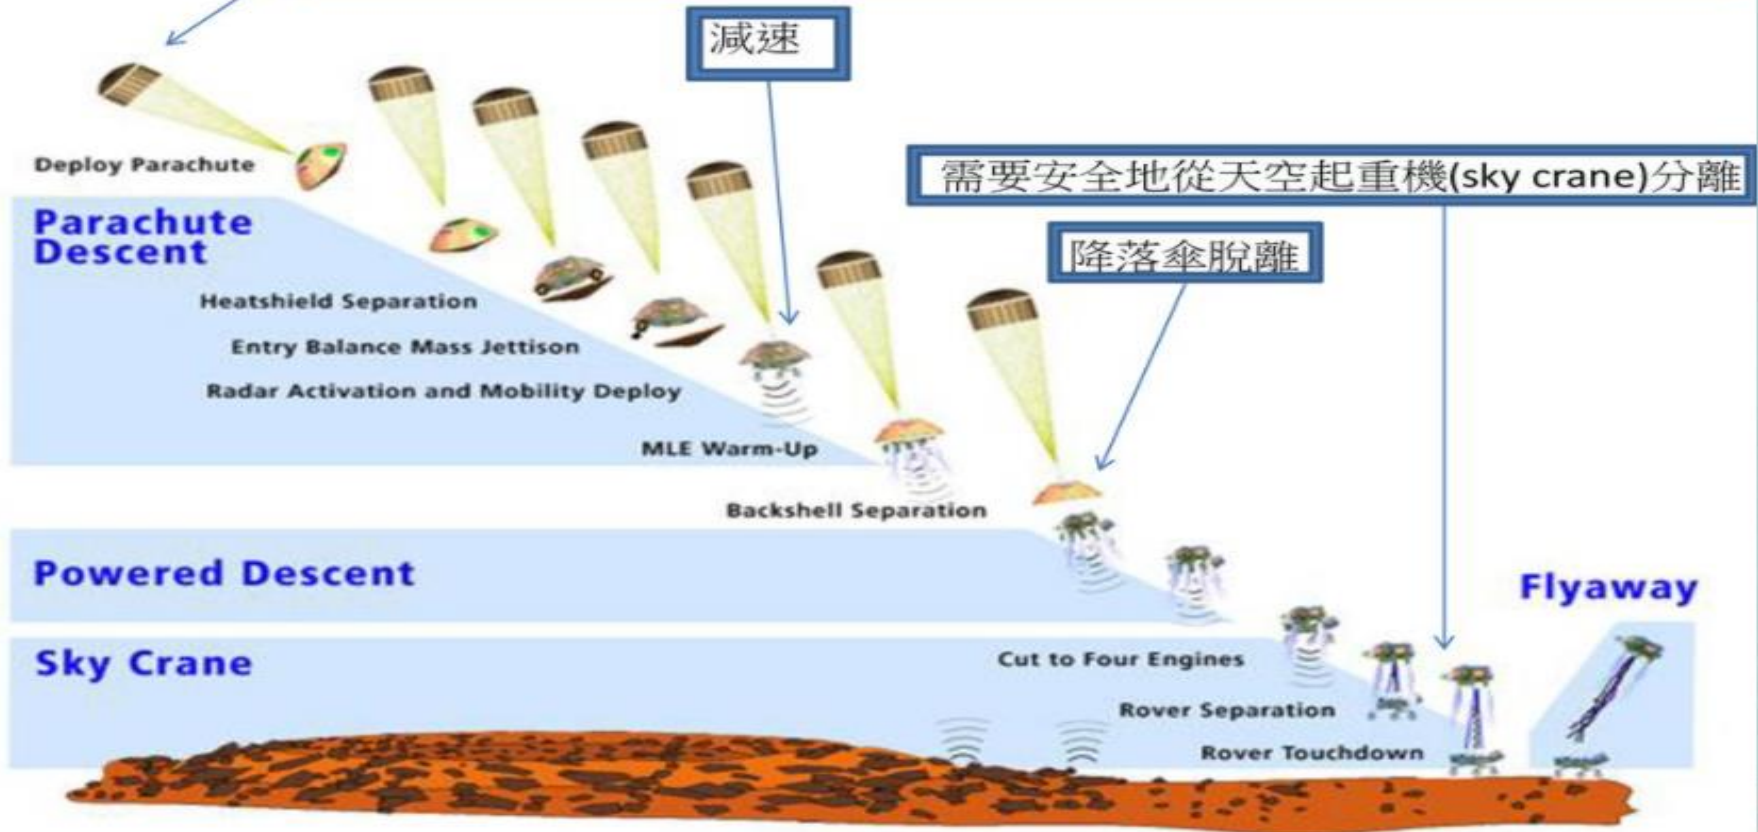 減速
需要安全地從天空起重機(sky crane)分離
降落傘脫離
Deploy Parachute
Parachute
Descent
Heatshield Separation
Entry Balance Mass Jettison
Radar Activation and Mobility Deploy
MLE Warm-Up
Backshell Separation
Powered Descent
Flyaway
Sky Crane
Cut to Four Engines
Rover Separation
Rover Touchdown